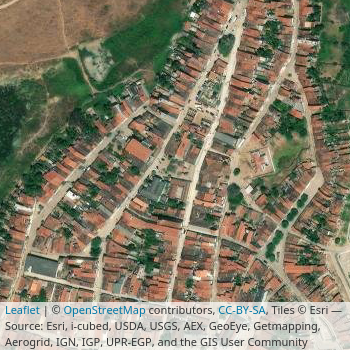 Leaflet | © OpenStreetMap contributors, CC-BY-SA, Tiles © Esri —
Source: Esri, i-cubed, USDA, USGS, AEX, GeoEye, Getmapping,
Aerogrid, IGN, IGP, UPR-EGP, and the GIS User Community